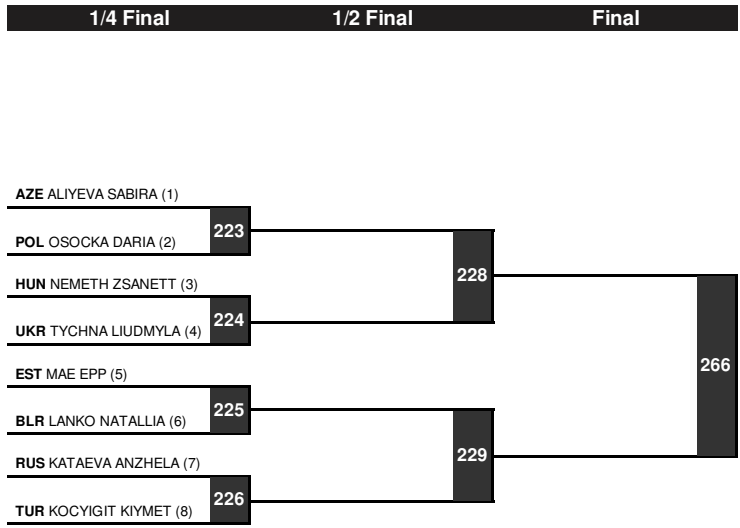 1/4 Final 1/2 Final Final
AZE ALIYEVA SABIRA (1)
223
POL OSOCKA DARIA (2)
228
HUN NEMETH ZSANETT (3)
224
UKR TYCHNA LIUDMYLA (4)
266
EST MAE EPP (5)
225
BLR LANKO NATALLIA (6)
229
RUS KATAEVA ANZHELA (7)
226
TUR KOCYIGIT KIYMET (8)